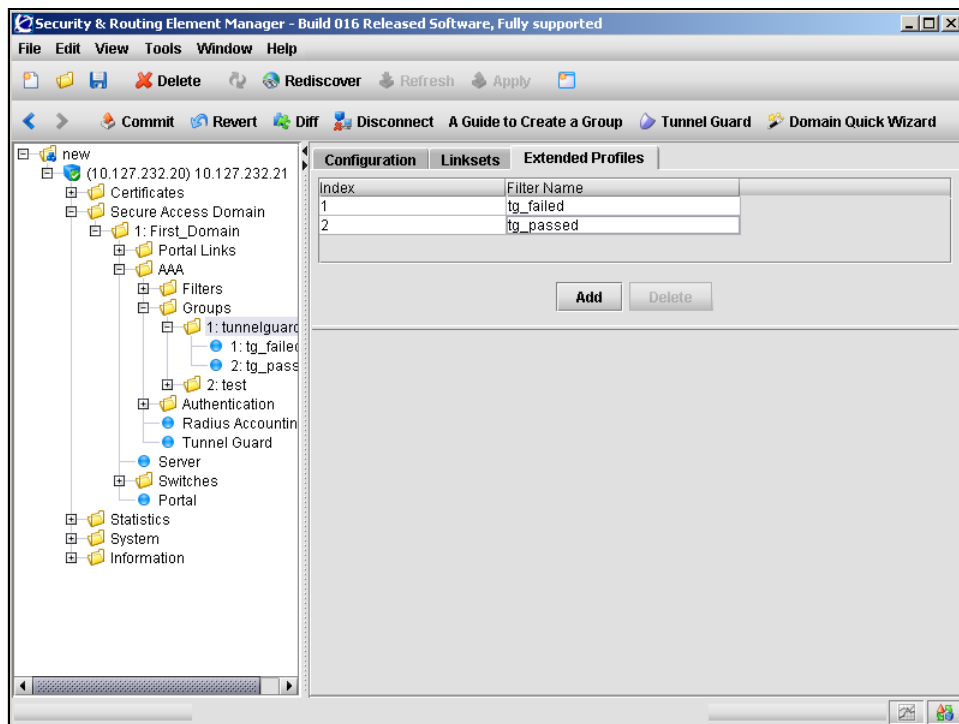 Security & Routing Element Manager - Build 016 Released Software, Fully supported
File Edit View Tools Window Help
Delete Rediscover Refresh Apply
Commit Revert Diff Disconnect A Guide to Create a Group Tunnel Guard Domain Quick Wizard
new
(10.127.232.20) 10.127.232.21
Certificates
Secure Access Domain
1: First_Domain
Portal Links
AAA
Filters
Groups
1: tunnelguard
1: tg_failed
2: tg_pass
2: test
Authentication
Radius Accountin
Tunnel Guard
Server
Switches
Portal
Statistics
System
Information
Configuration Linksets Extended Profiles
Index Filter Name
1 tg_failed
2 tg_passed
Add Delete